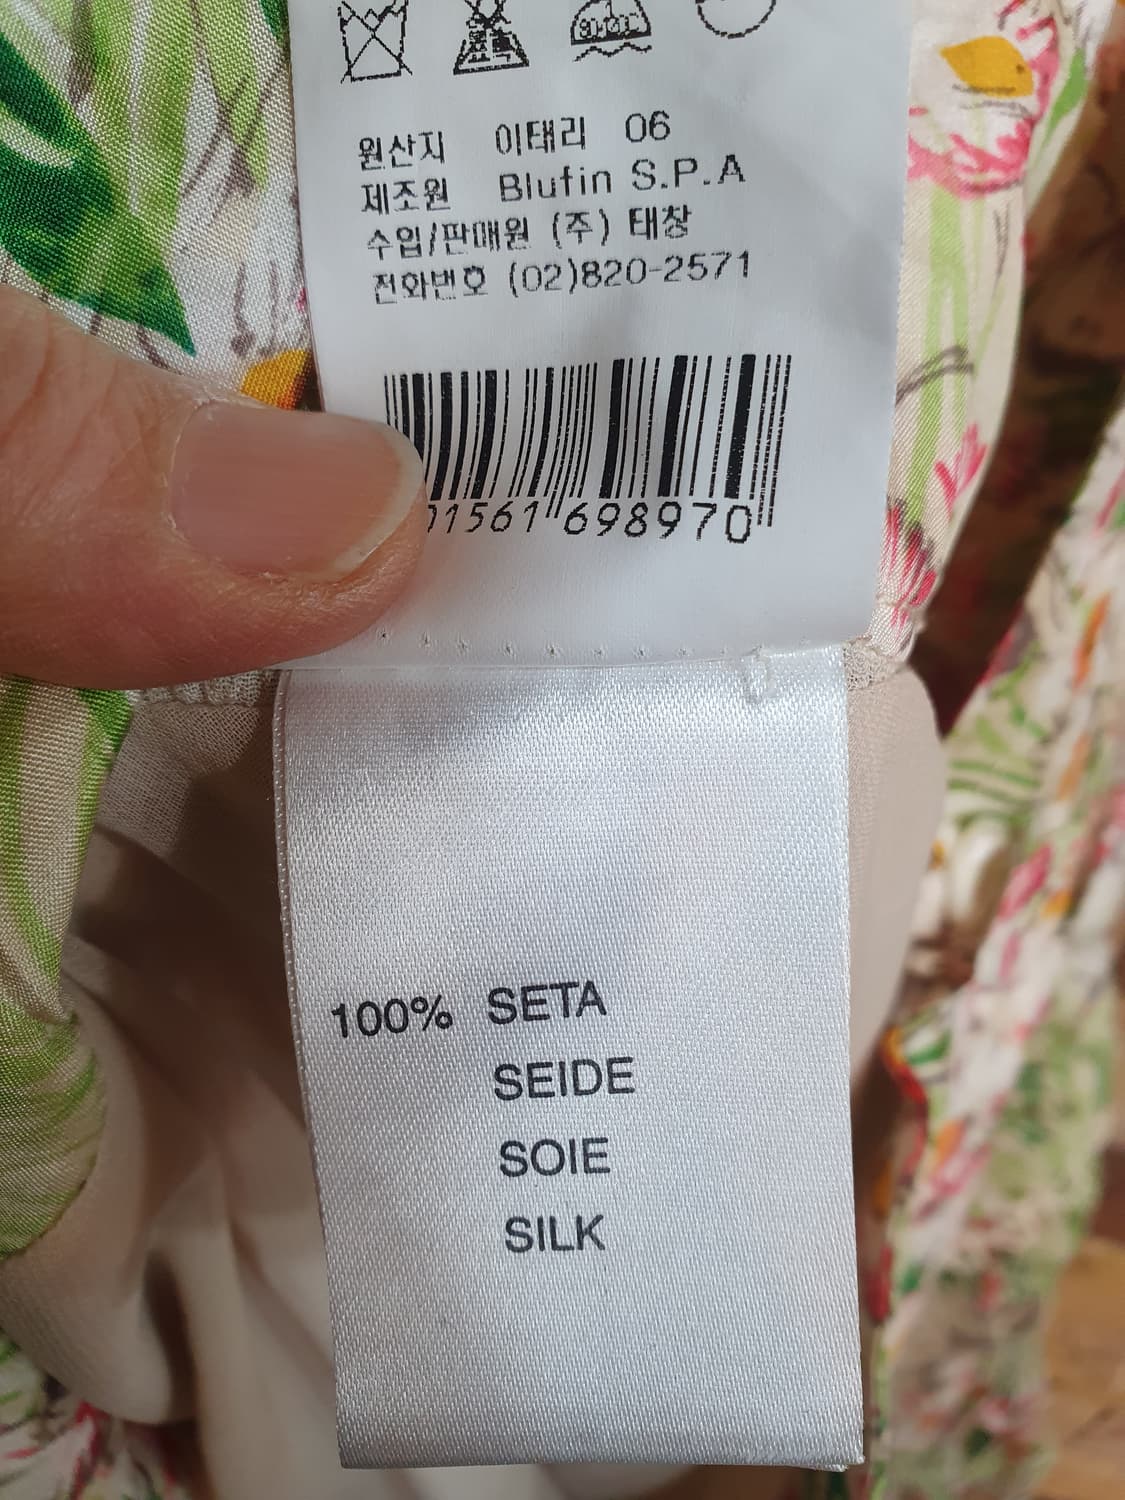 원산지 이태리 06
제조원 Blufin S.P.A
수입/판매원 (주) 태창
전화번호 (02)820-2571
1561 698970
100% SETA
SEIDE
SOIE
SILK